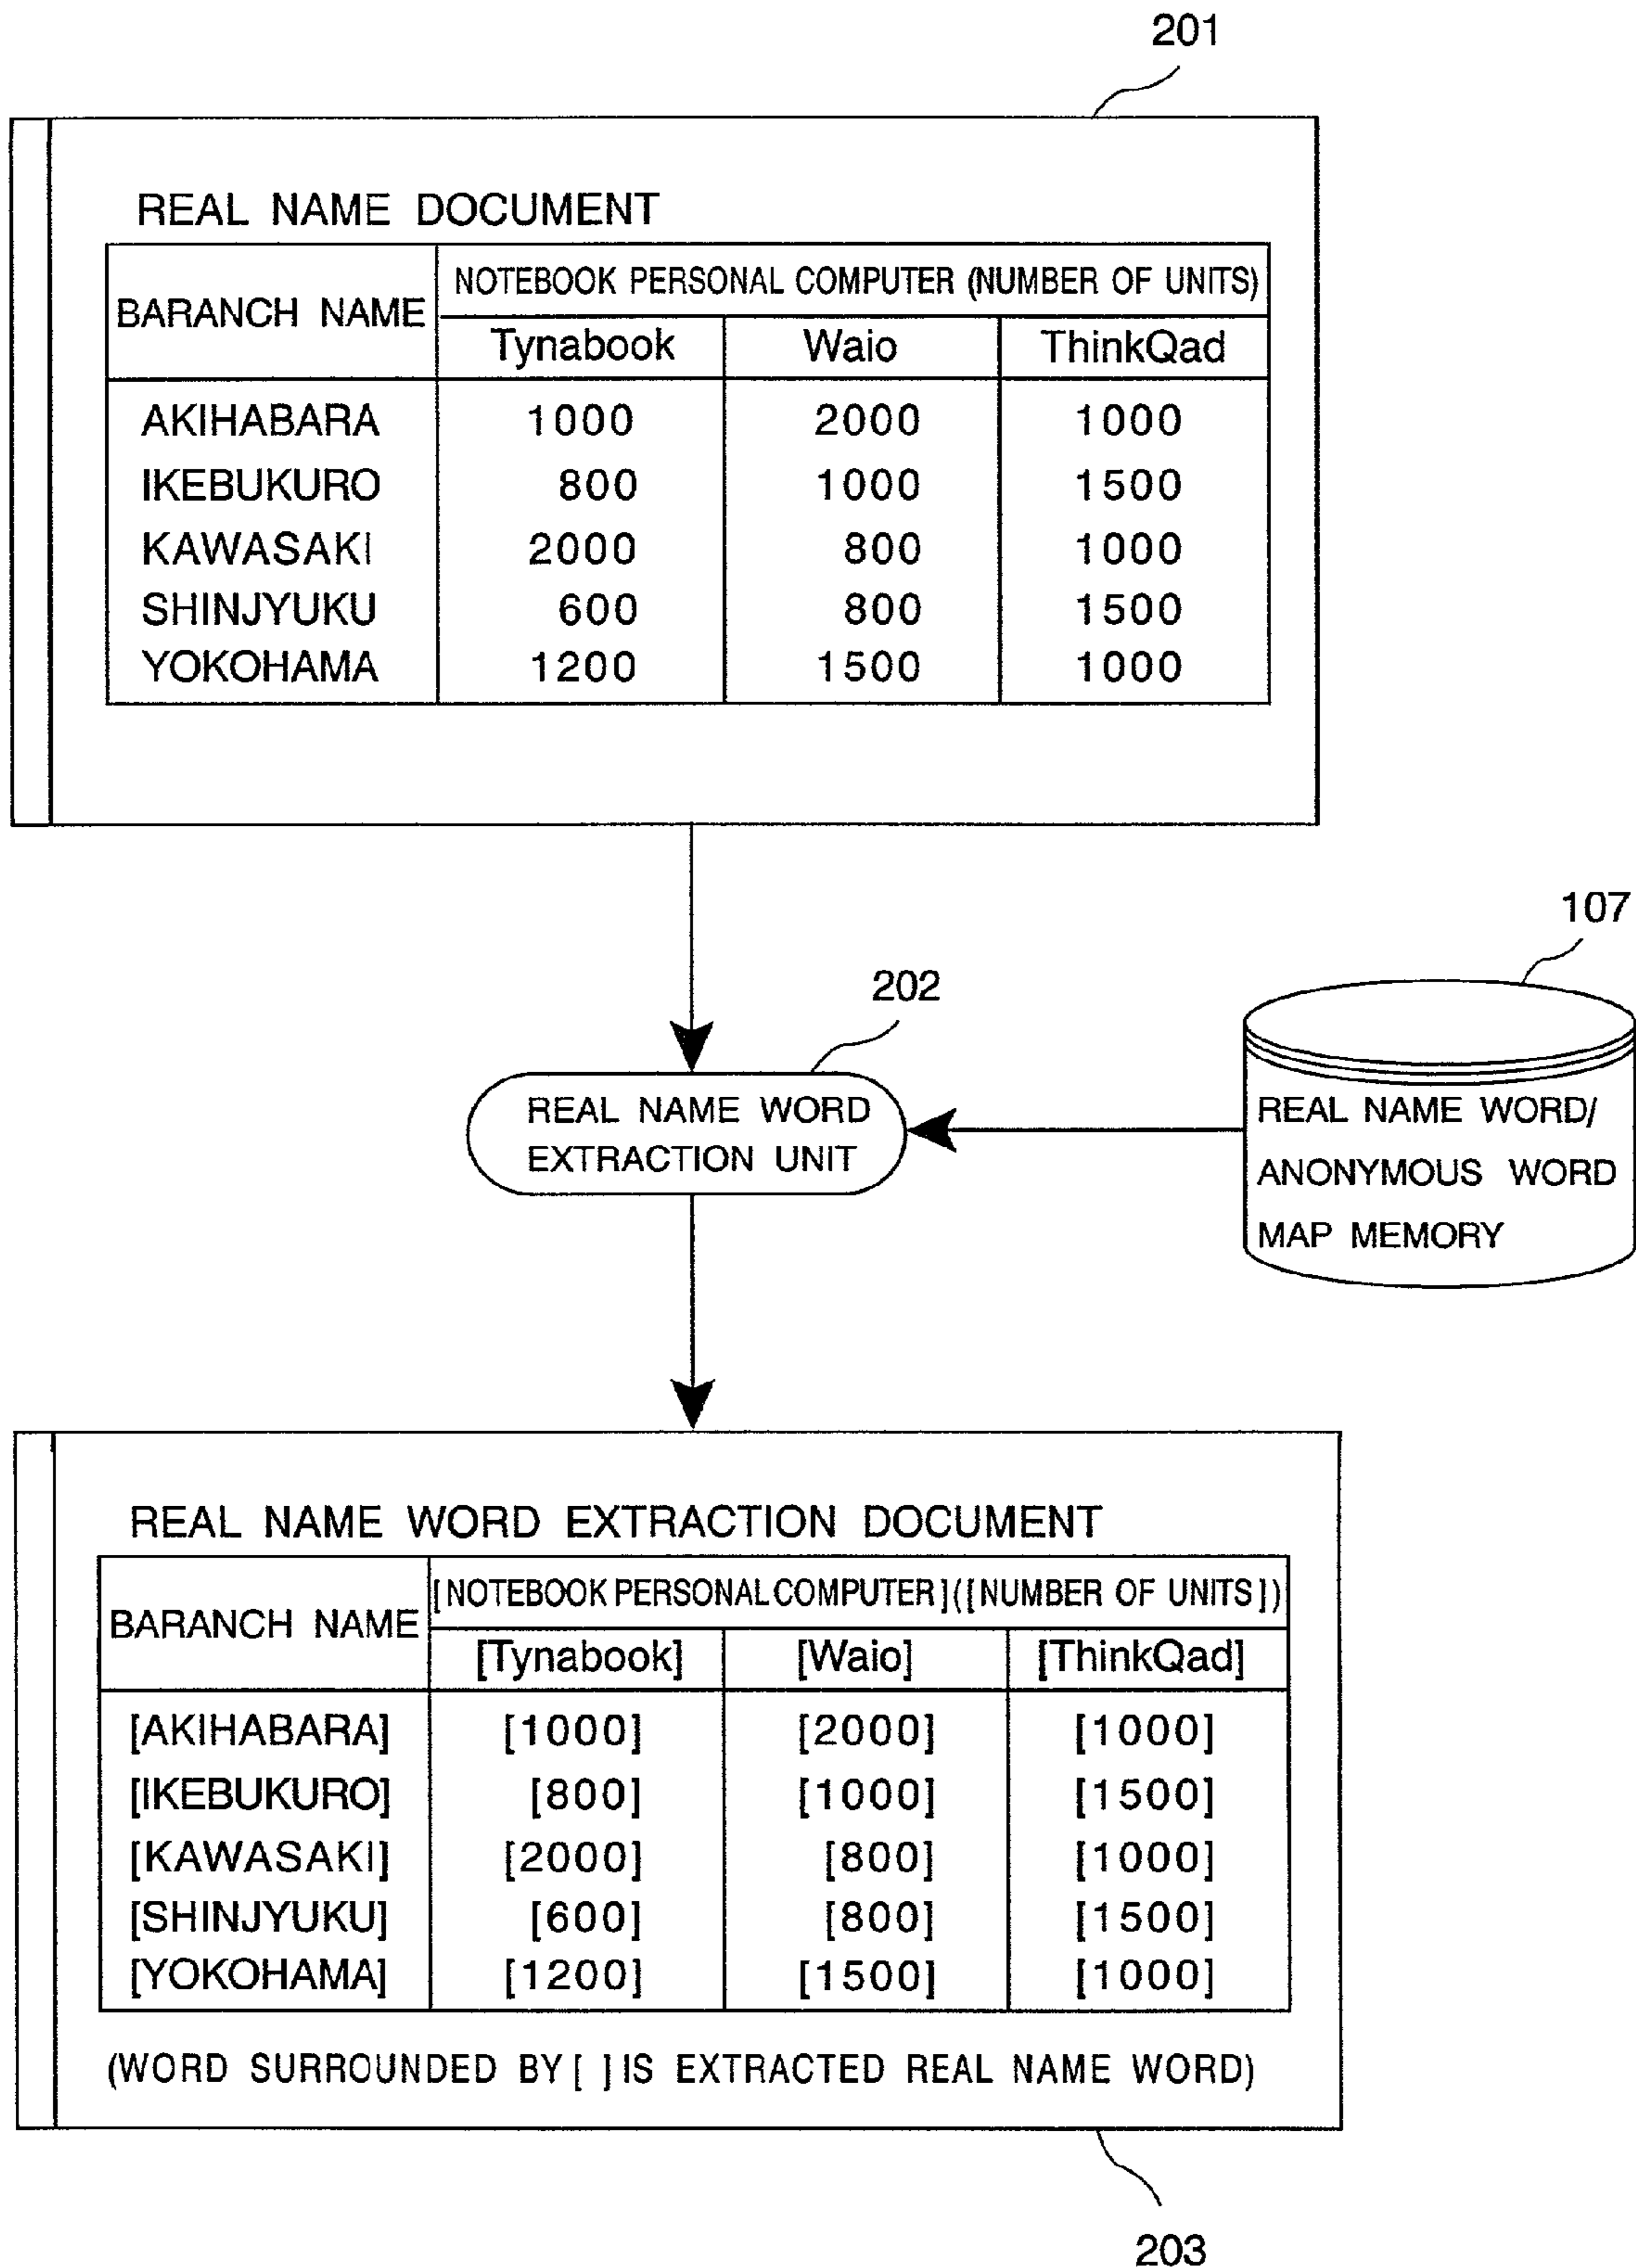 201
REAL NAME DOCUMENT
BARANCH NAME
NOTEBOOK PERSONAL COMPUTER (NUMBER OF UNITS)
Tynabook Waio ThinkQad
AKIHABARA 1000 2000 1000
IKEBUKURO 800 1000 1500
KAWASAKI 2000 800 1000
SHINJYUKU 600 800 1500
YOKOHAMA 1200 1500 1000
107
202
REAL NAME WORD
EXTRACTION UNIT
REAL NAME WORD/
ANONYMOUS WORD
MAP MEMORY
REAL NAME WORD EXTRACTION DOCUMENT
BARANCH NAME
[NOTEBOOK PERSONAL COMPUTER]([NUMBER OF UNITS])
[Tynabook] [Waio] [ThinkQad]
[AKIHABARA] [1000] [2000] [1000]
[IKEBUKURO] [800] [1000] [1500]
[KAWASAKI] [2000] [800] [1000]
[SHINJYUKU] [600] [800] [1500]
[YOKOHAMA] [1200] [1500] [1000]
(WORD SURROUNDED BY [ ] IS EXTRACTED REAL NAME WORD)
203